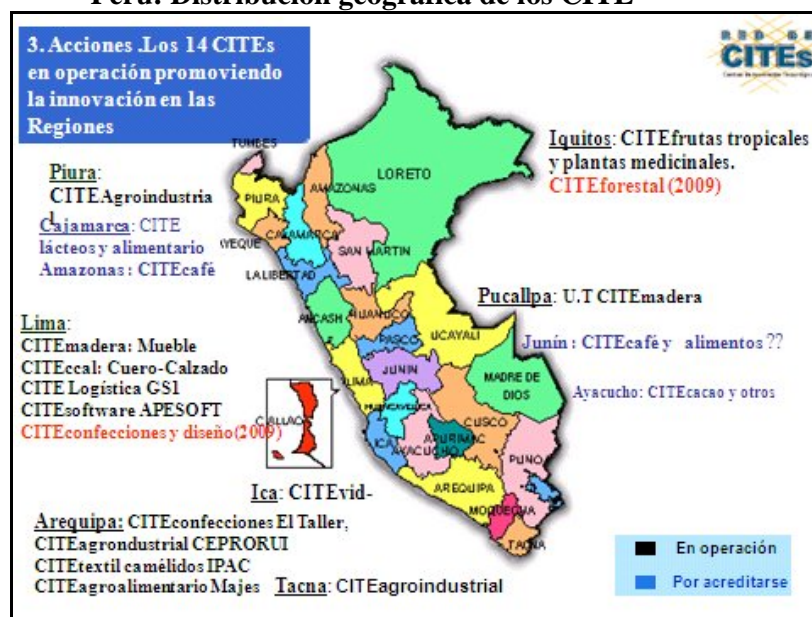 Perú: Distribución geográfica de los CITE
3. Acciones .Los 14 CITEs
en operación promoviendo
la innovación en las
Regiones
RED DE
CITEs
Piura:
CITEAgroindustria
l
Cajamarca: CITE
lácteos y alimentario
Amazonas : CITEcafé
Iquitos: CITEfrutas tropicales
y plantas medicinales.
CITEforestal (2009)
Pucallpa: U.T CITEmadera
Junín : CITEcafé y alimentos ??
Ayacucho: CITEcacao y otros
Lima:
CITEmadera: Mueble
CITEccal: Cuero-Calzado
CITE Logística GS1
CITEsoftware APESOFT
CITEconfecciones y diseño(2009)
Ica: CITEvid-
Arequipa: CITEconfecciones El Taller,
CITEagrondustrial CEPRORUI
CITEtextil camélidos IPAC
CITEagroalimentario Majes
Tacna: CITEagroindustrial
TUMBES
PIURA
AMAZONAS
LORETO
CAJAMARCA
YEQUE
SAN MARTIN
LA LIBERTAD
ANCASH
HUANUCO
UCAYALI
PASCO
JUNIN
LIMA
CALLAO
MADRE DE
DIOS
HUANCAVELICA
CUSCO
ICA
APURIMAC
AYACUCHO
PUNO
AREQUIPA
MOQUEGUA
TACNA
En operación
Por acreditarse